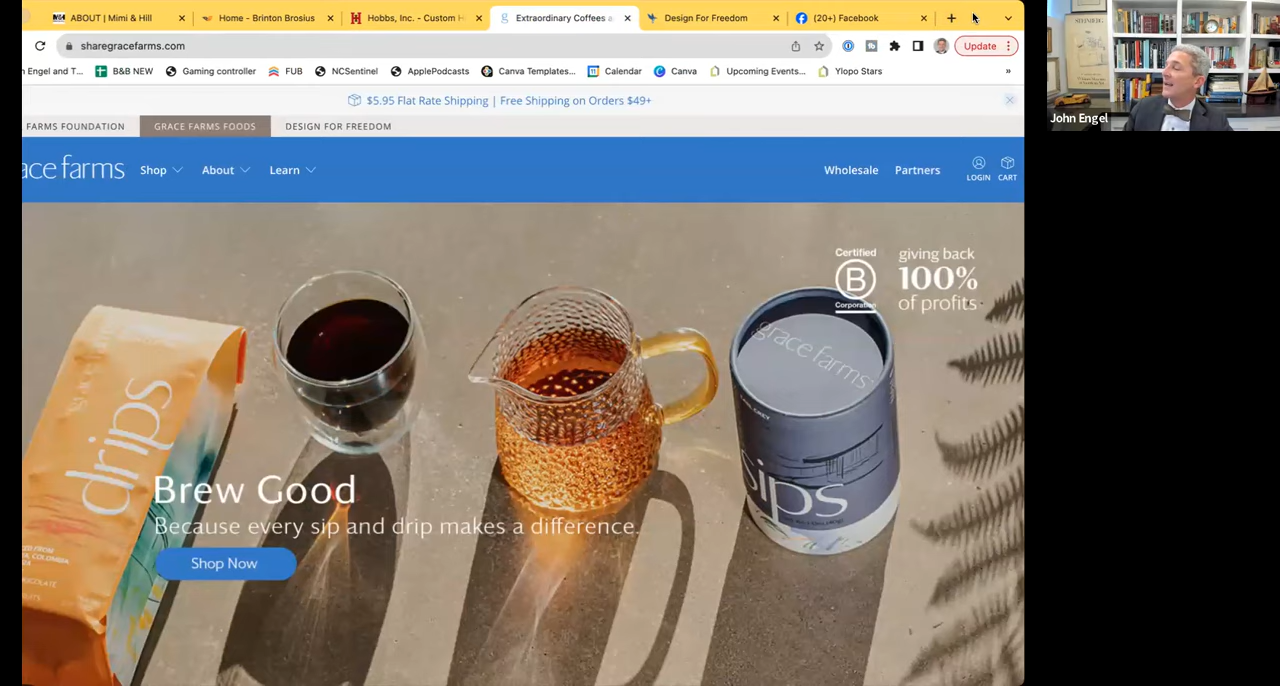 ABOUT | Mimi & Hill
Home - Brinton Brosius
Hobbs, Inc. - Custom H
Extraordinary Coffees a
Design For Freedom
(20+) Facebook
sharegracefarms.com
Update
n Engel and T...
B&B NEW
Gaming controller
FUB
NCSentinel
ApplePodcasts
Canva Templates...
Calendar
Canva
Upcoming Events...
Ylopo Stars
»
$5.95 Flat Rate Shipping | Free Shipping on Orders $49+
FARMS FOUNDATION
GRACE FARMS FOODS
DESIGN FOR FREEDOM
ace farms
Shop
About
Learn
Wholesale
Partners
LOGIN
CART
Certified
B
Corporation
giving back
100%
of profits
drips
grace farms
sips
Brew Good
Because every sip and drip makes a difference.
Shop Now
John Engel